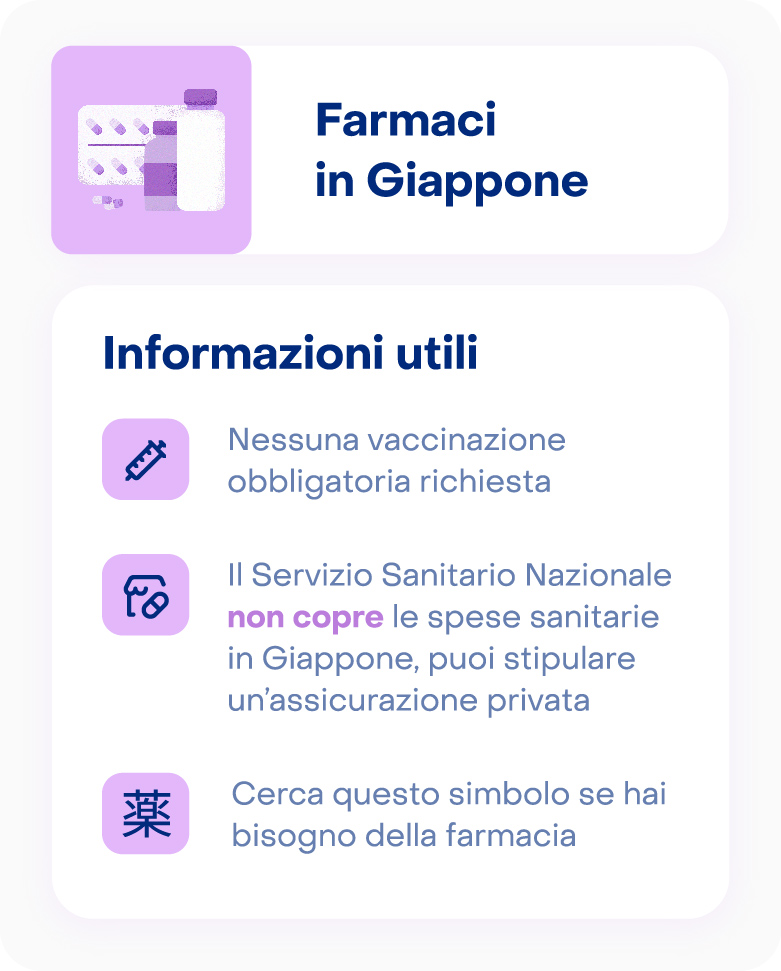 Farmaci
in Giappone
Informazioni utili
Nessuna vaccinazione
obbligatoria richiesta
Il Servizio Sanitario Nazionale
non copre le spese sanitarie
in Giappone, puoi stipulare
un’assicurazione privata
薬
Cerca questo simbolo se hai
bisogno della farmacia